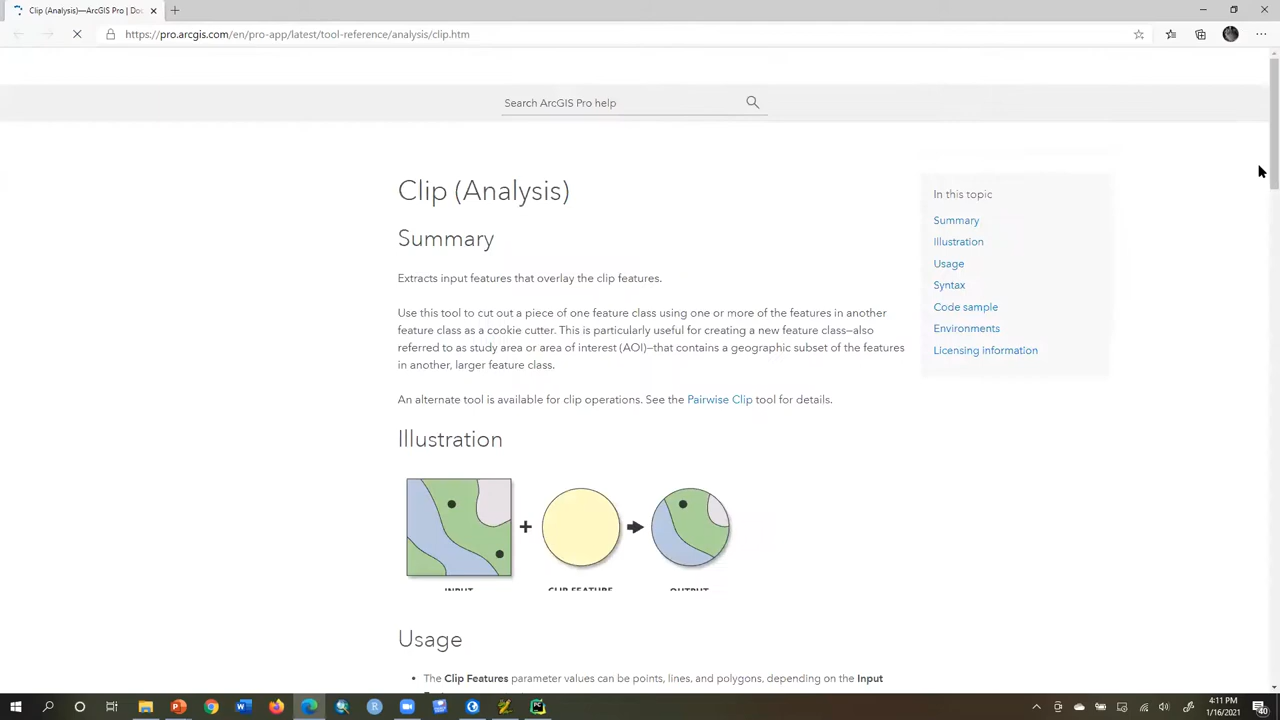 Clip (Analysis)—ArcGIS Pro | Doc
https://pro.arcgis.com/en/pro-app/latest/tool-reference/analysis/clip.htm
Search ArcGIS Pro help
Clip (Analysis)
Summary
Extracts input features that overlay the clip features.
Use this tool to cut out a piece of one feature class using one or more of the features in another
feature class as a cookie cutter. This is particularly useful for creating a new feature class—also
referred to as study area or area of interest (AOI)—that contains a geographic subset of the features
in another, larger feature class.
An alternate tool is available for clip operations. See the Pairwise Clip tool for details.
Illustration
INPUT
CLIP FEATURE
OUTPUT
Usage
• The Clip Features parameter values can be points, lines, and polygons, depending on the Input
In this topic
Summary
Illustration
Usage
Syntax
Code sample
Environments
Licensing information
4:11 PM
1/16/2021
40